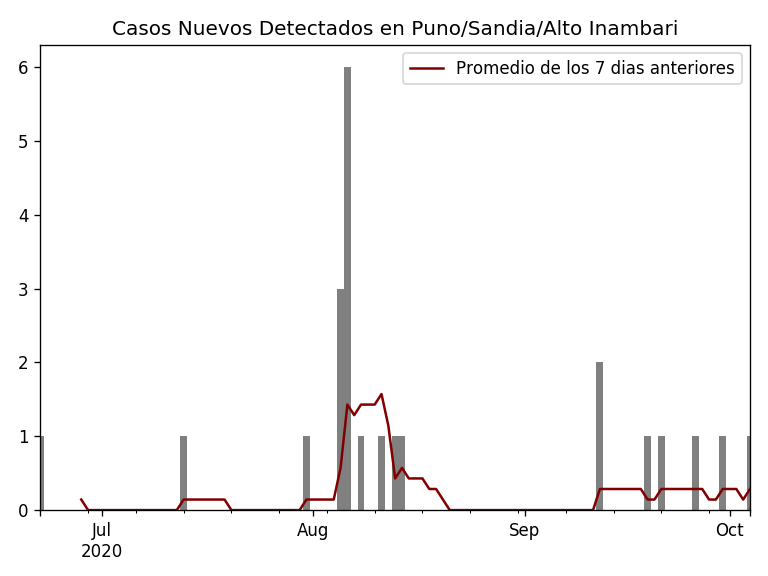 Casos Nuevos Detectados en Puno/Sandia/Alto Inambari
Promedio de los 7 dias anteriores
6
5
4
3
2
1
0
Jul
2020
Aug
Sep
Oct